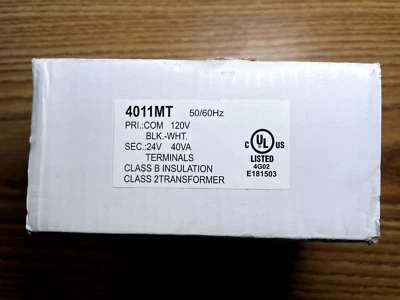 4011MT 50/60Hz
PRI.:COM 120V
BLK.-WHT.
SEC.:24V 40VA
TERMINALS
CLASS B INSULATION
CLASS 2TRANSFORMER
C UL US
LISTED
4G02
E181503